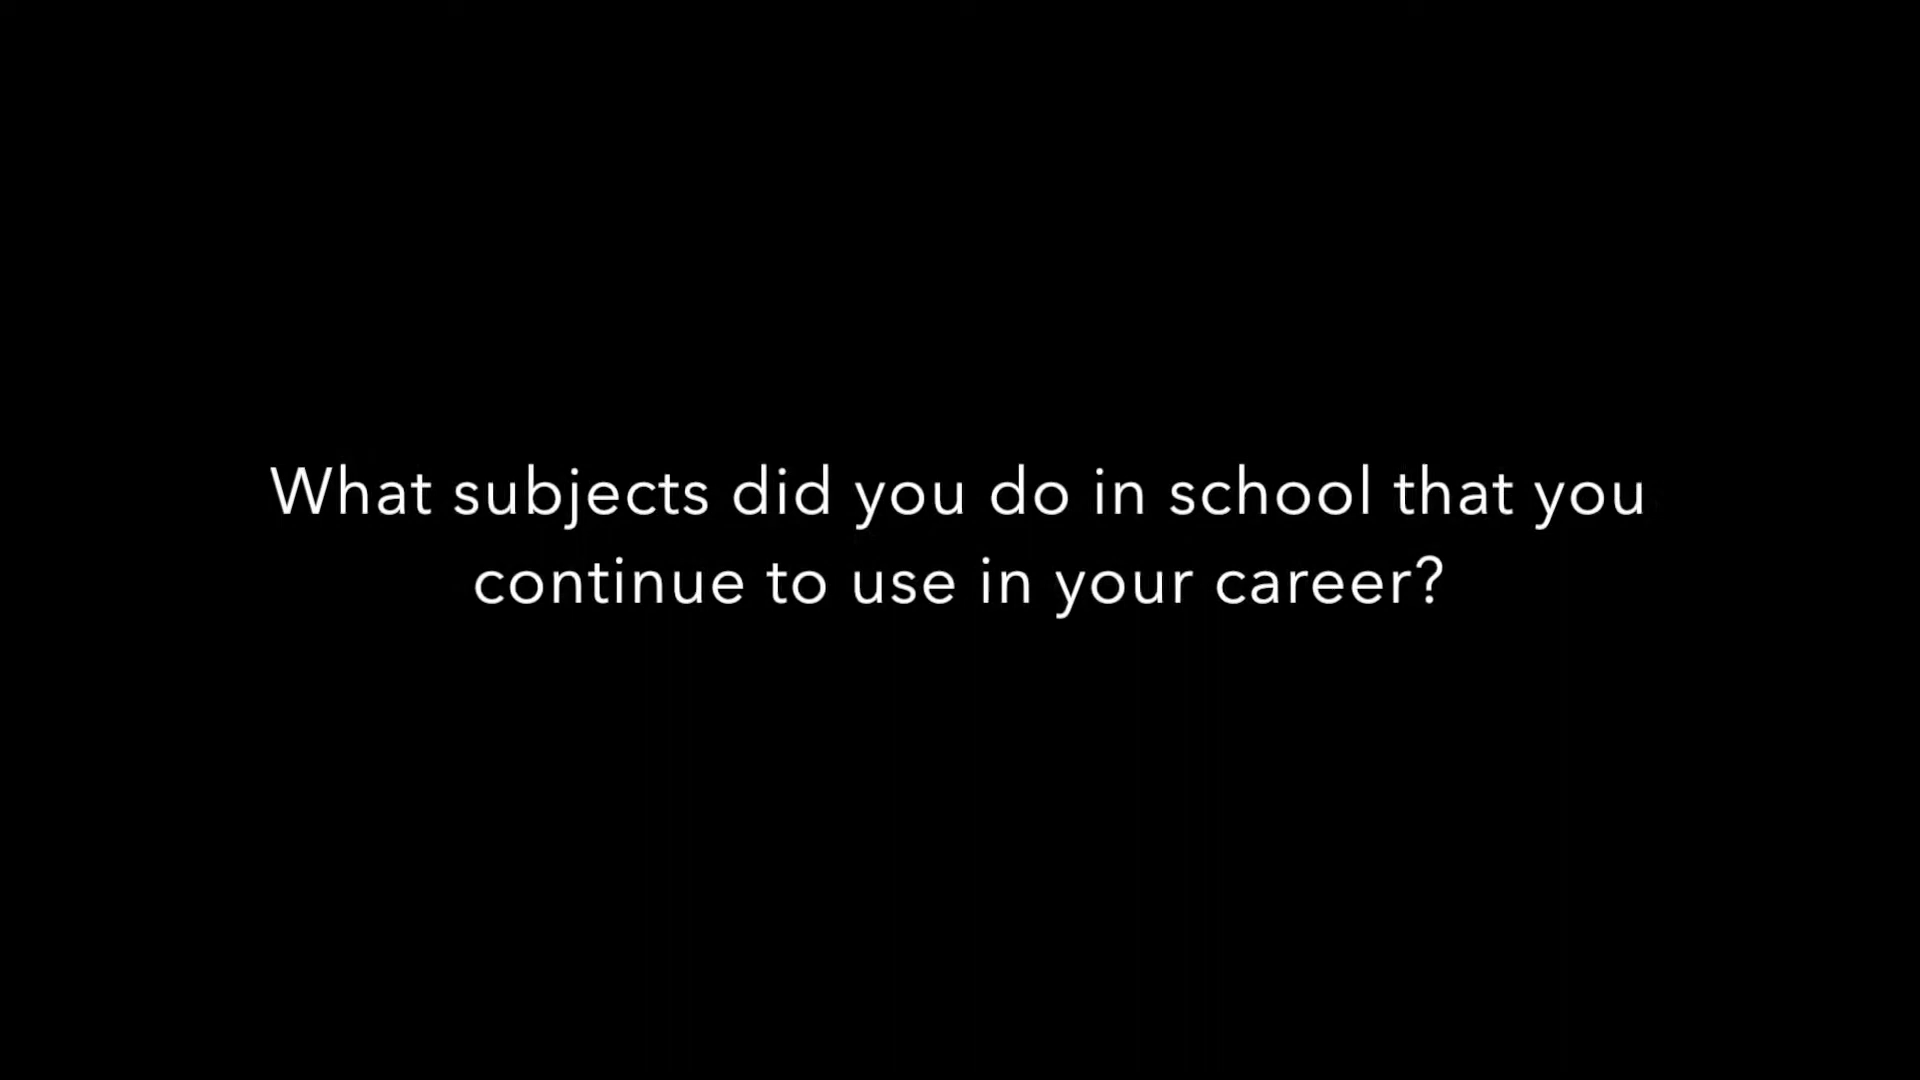 What subjects did you do in school that you
continue to use in your career?